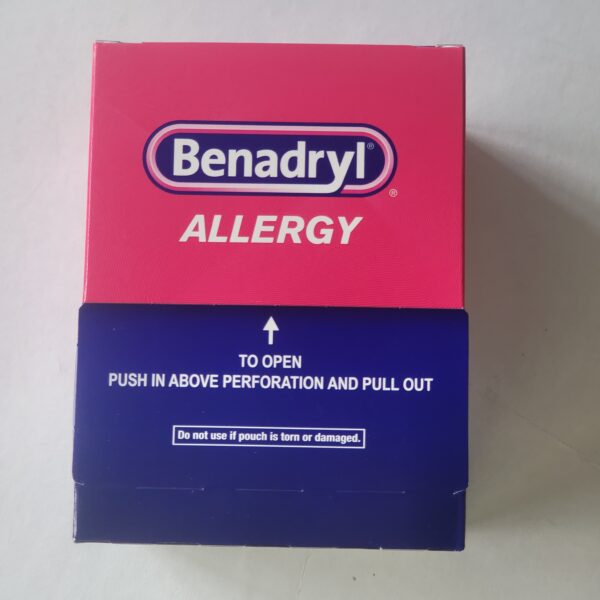 Benadryl®
®
ALLERGY
TO OPEN
PUSH IN ABOVE PERFORATION AND PULL OUT
Do not use if pouch is torn or damaged.